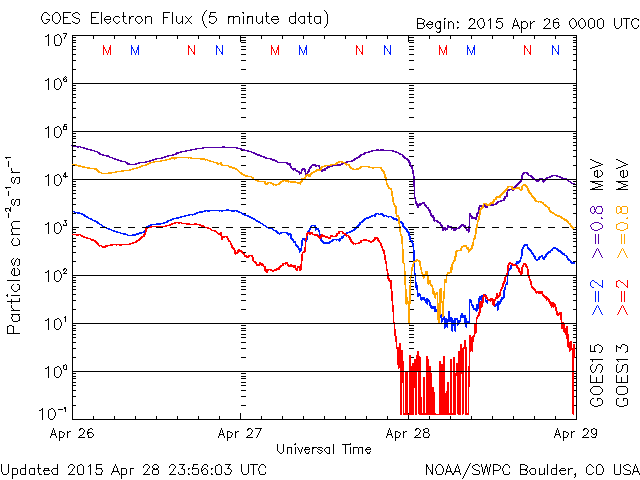 GOES Electron Flux (5 minute data)
Begin: 2015 Apr 26 0000 UTC
10⁷
M M N N M M N N M M N N
10⁶
10⁵
10⁴
10³
10²
10¹
10⁰
10⁻¹
Particles cm⁻²s⁻¹sr⁻¹
Apr 26 Apr 27 Apr 28 Apr 29
Universal Time
GOES15 >=2 >=0.8 MeV
GOES13 >=2 >=0.8 MeV
Updated 2015 Apr 28 23:56:03 UTC
NOAA/SWPC Boulder, CO USA